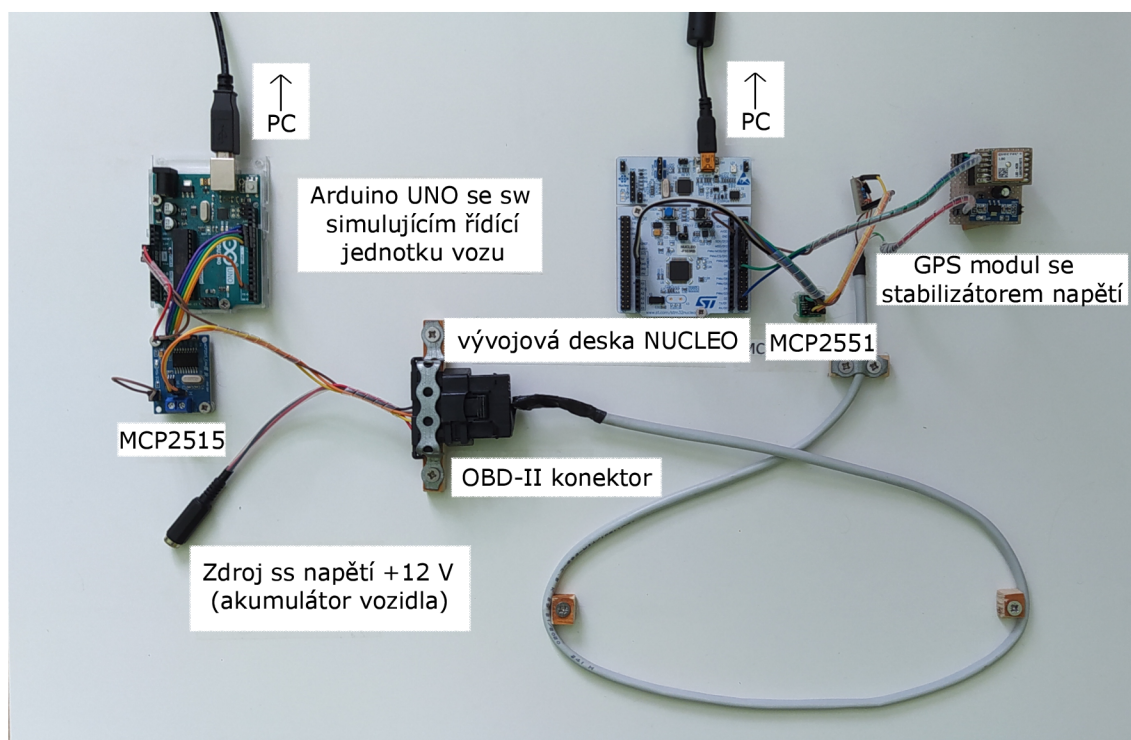 PC
PC
Arduino UNO se sw
simulujícím řídící
jednotku vozu
GPS modul se
stabilizátorem napětí
vývojová deska NUCLEO
MCP2551
MCP2515
OBD-II konektor
Zdroj ss napětí +12 V
(akumulátor vozidla)